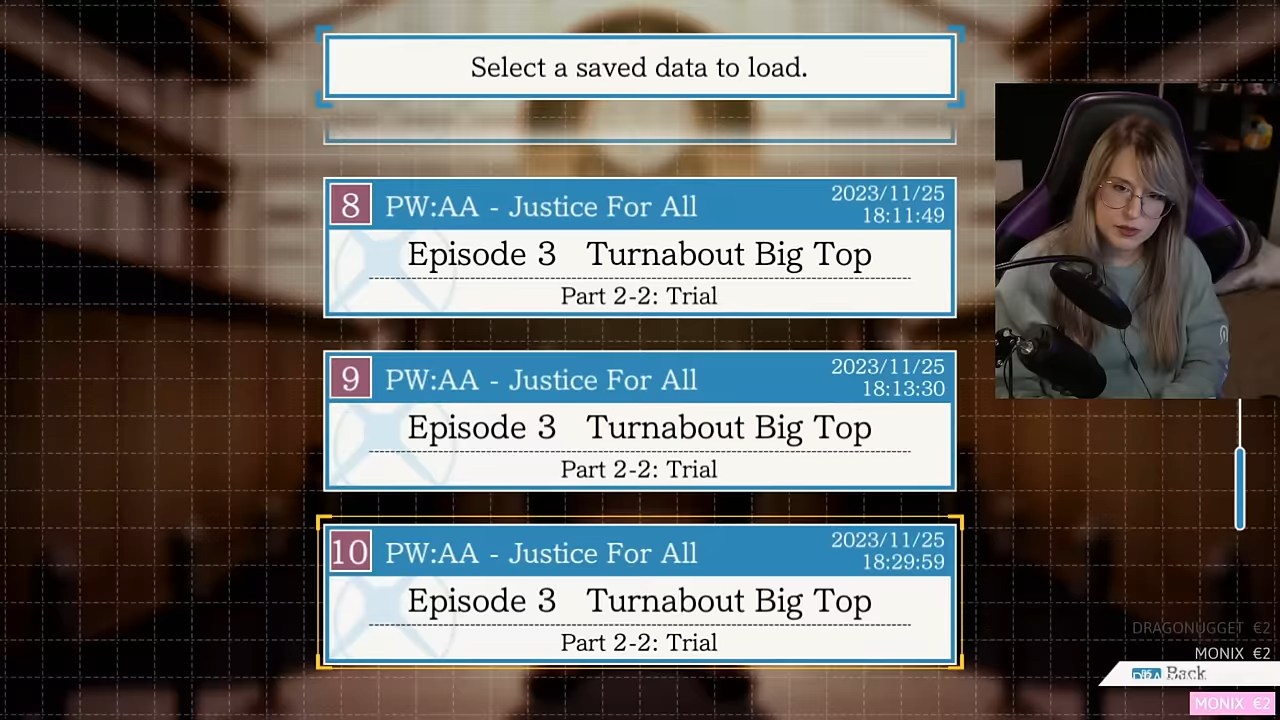 Select a saved data to load.
8 PW:AA - Justice For All 2023/11/25 18:11:49
Episode 3 Turnabout Big Top
Part 2-2: Trial
9 PW:AA - Justice For All 2023/11/25 18:13:30
Episode 3 Turnabout Big Top
Part 2-2: Trial
10 PW:AA - Justice For All 2023/11/25 18:29:59
Episode 3 Turnabout Big Top
Part 2-2: Trial
DRAGONUGGET €2
MONIX €2
Back
MONIX €2